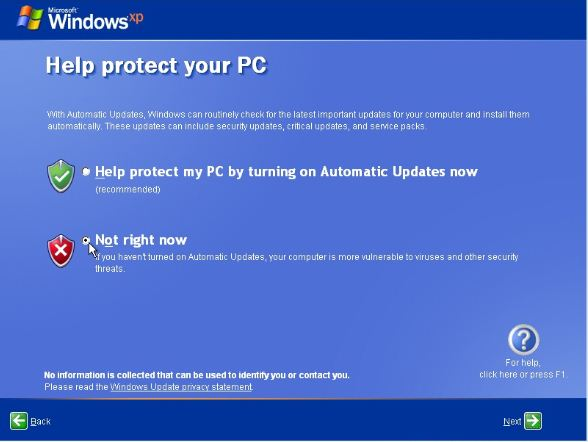 Microsoft
Windows xp
Help protect your PC
With Automatic Updates, Windows can routinely check for the latest important updates for your computer and install them
automatically. These updates can include security updates, critical updates, and service packs.
Help protect my PC by turning on Automatic Updates now
(recommended)
Not right now
If you haven't turned on Automatic Updates, your computer is more vulnerable to viruses and other security
threats.
For help,
click here or press F1.
No information is collected that can be used to identify you or contact you.
Please read the Windows Update privacy statement.
Back
Next